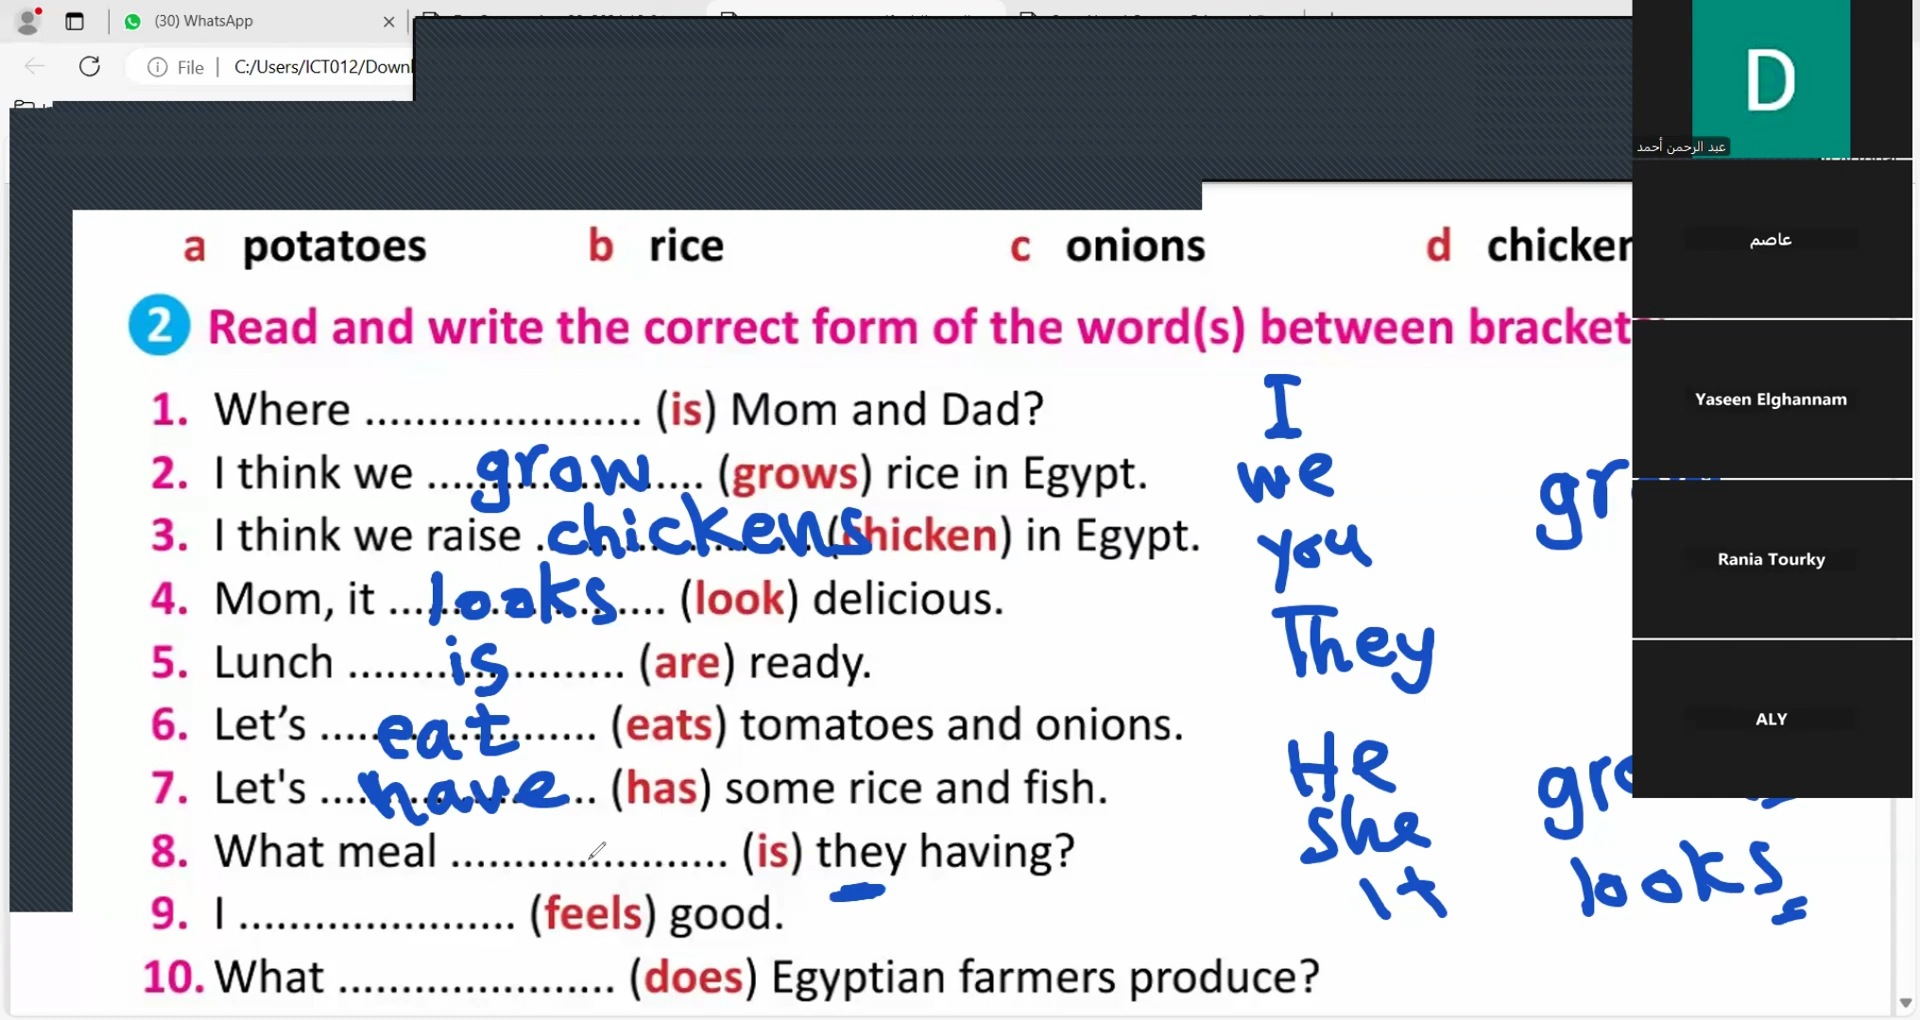 (30) WhatsApp
File C:/Users/ICT012/Downl
D
عبد الرحمن أحمد
عاصم
Yaseen Elghannam
Rania Tourky
ALY
a potatoes b rice c onions d chicken
2 Read and write the correct form of the word(s) between bracket
1. Where ...................... (is) Mom and Dad?
2. I think we grow (grows) rice in Egypt.
3. I think we raise chickens (chicken) in Egypt.
4. Mom, it looks (look) delicious.
5. Lunch is (are) ready.
6. Let's eat (eats) tomatoes and onions.
7. Let's have (has) some rice and fish.
8. What meal ...................... (is) they having?
9. I ...................... (feels) good.
10. What ...................... (does) Egyptian farmers produce?
I
we
you
They
He
She
It
looks